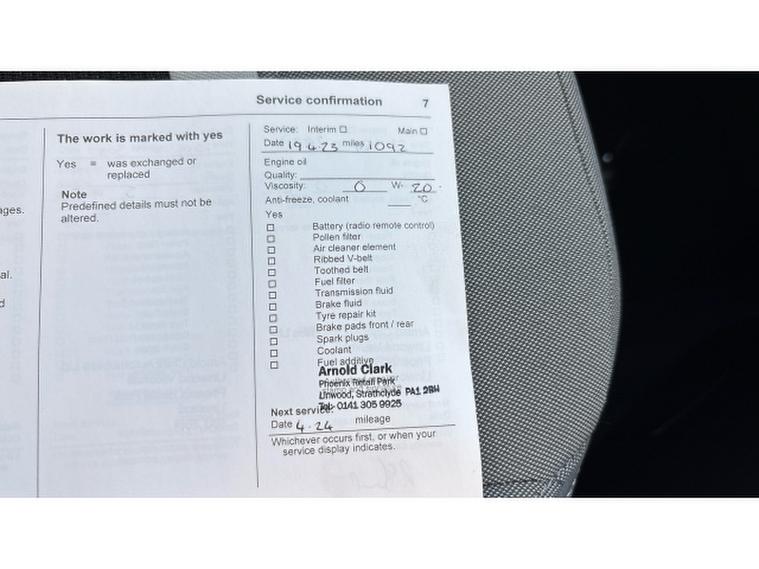 Service confirmation 7
The work is marked with yes
Yes = was exchanged or
replaced
Note
Predefined details must not be
altered.
ages.
al.
d
Service: Interim □ Main □
Date 19 4.23 miles 1092
Engine oil
Quality:
Viscosity: 0 W- 20
Anti-freeze, coolant °C
Yes
□ Battery (radio remote control)
□ Pollen filter
□ Air cleaner element
□ Ribbed V-belt
□ Toothed belt
□ Fuel filter
□ Transmission fluid
□ Brake fluid
□ Tyre repair kit
□ Brake pads front / rear
□ Spark plugs
□ Coolant
□ Fuel additive
Arnold Clark
Phoenix Retail Park
Linwood, Strathclyde PA1 2BH
Tel: 0141 305 9925
Next service:
Date 4.24 mileage
Whichever occurs first, or when your
service display indicates.